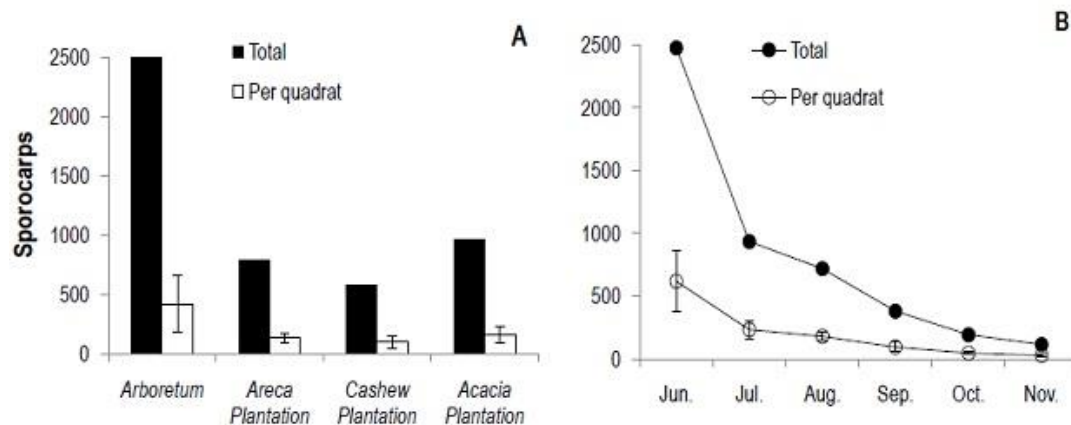 A
Total
Per quadrat
Sporocarps
2500
2000
1500
1000
500
0
Arboretum
Areca
Plantation
Cashew
Plantation
Acacia
Plantation
B
Total
Per quadrat
2500
2000
1500
1000
500
0
Jun.
Jul.
Aug.
Sep.
Oct.
Nov.